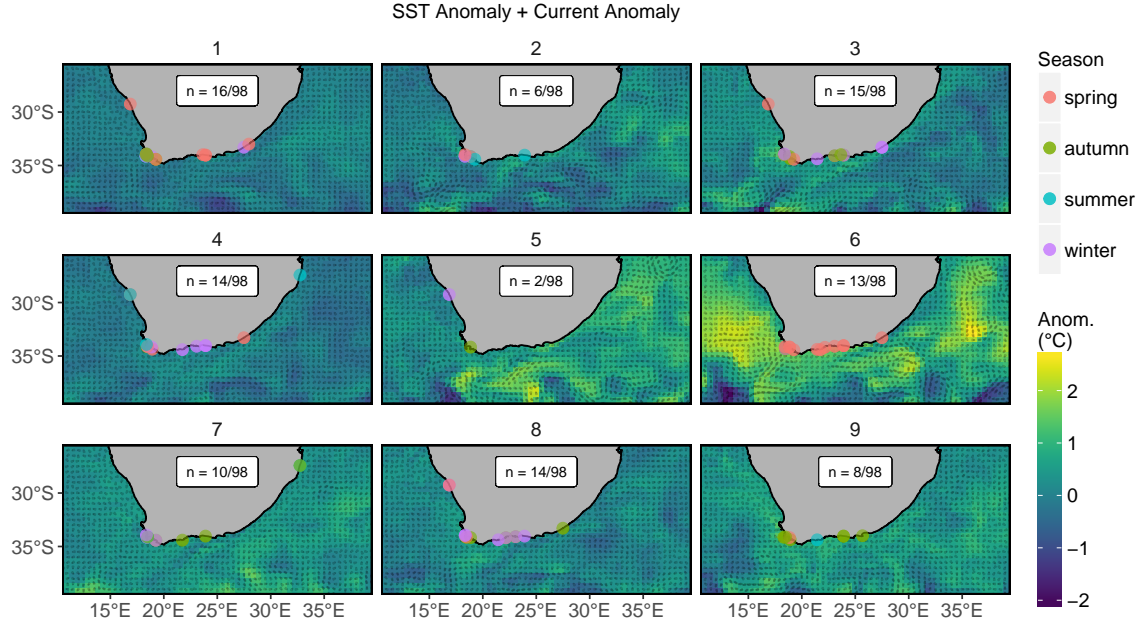 SST Anomaly + Current Anomaly
1
2
3
n = 16/98
n = 6/98
n = 15/98
30°S
35°S
4
5
6
n = 14/98
n = 2/98
n = 13/98
30°S
35°S
7
8
9
n = 10/98
n = 14/98
n = 8/98
30°S
35°S
15°E 20°E 25°E 30°E 35°E
15°E 20°E 25°E 30°E 35°E
15°E 20°E 25°E 30°E 35°E
Season
spring
autumn
summer
winter
Anom.
(°C)
2
1
0
−1
−2